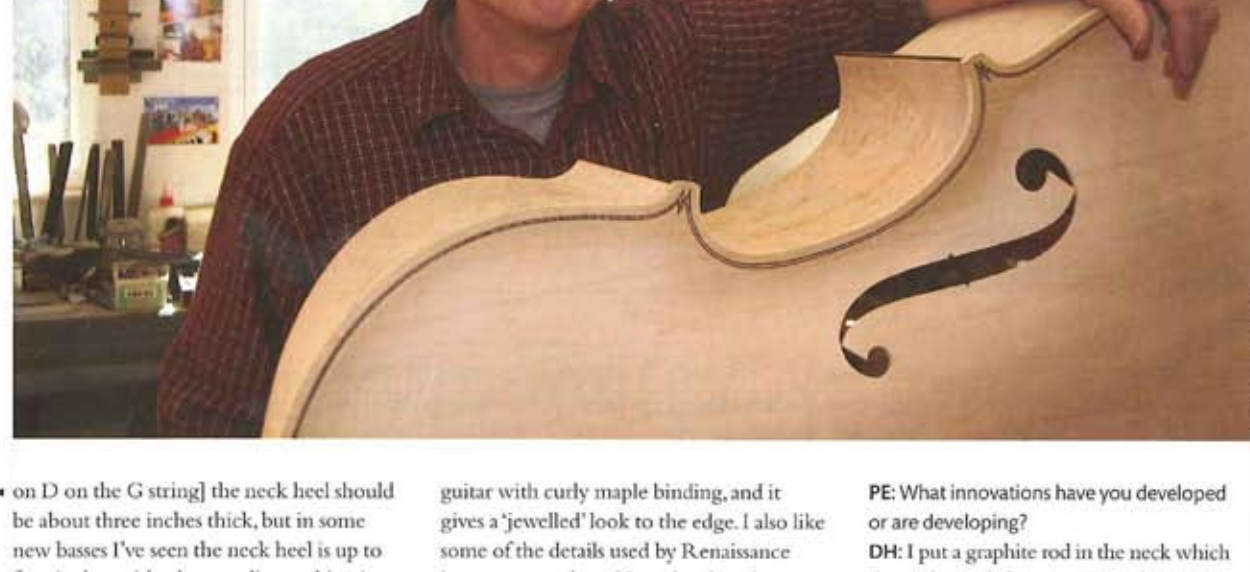 on D on the G string] the neck heel should
be about three inches thick, but in some
new basses I've seen the neck heel is up to
guitar with curly maple binding, and it
gives a 'jewelled' look to the edge. I also like
some of the details used by Renaissance
PE: What innovations have you developed
or are developing?
DH: I put a graphite rod in the neck which